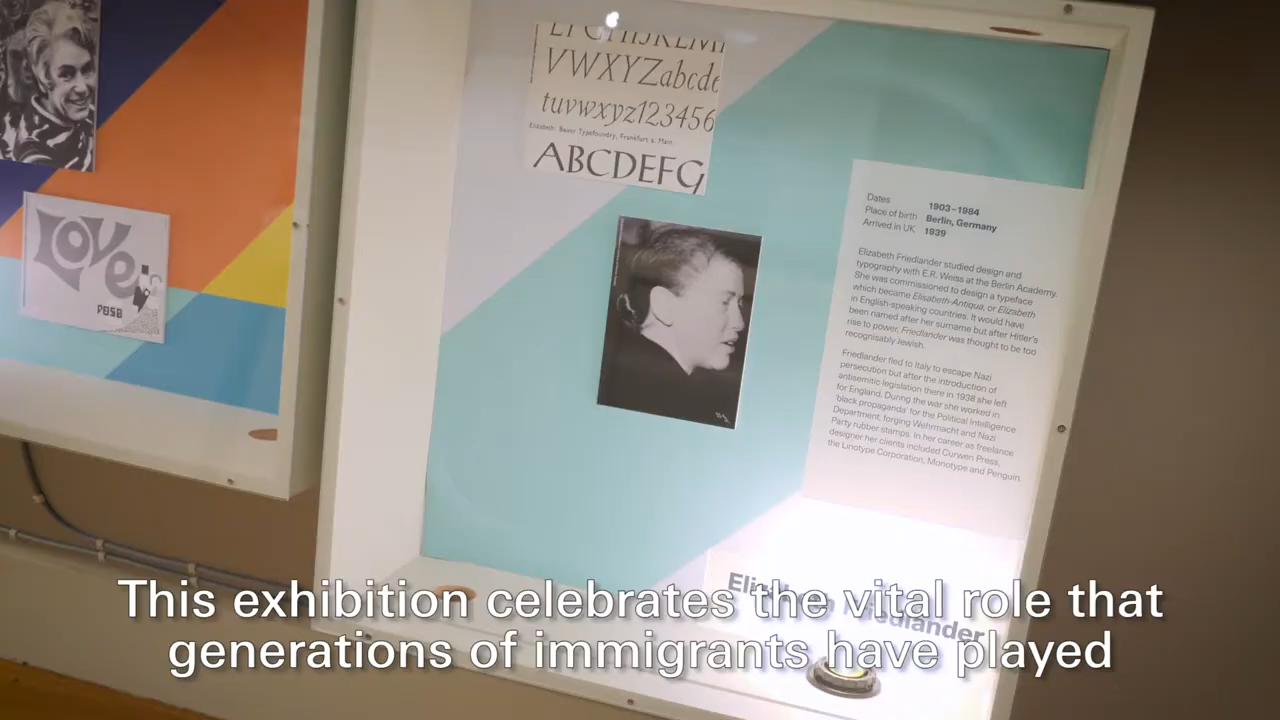 LOVE
POSB
VWXYZabcde
tuvwxyz123456
Elizabeth: Bauer Typefoundry, Frankfurt a. Main.
ABCDEFG
Dates 1903–1984
Place of birth Berlin, Germany
Arrived in UK 1939
Elizabeth Friedlander studied design and
typography with E.R. Weiss at the Berlin Academy.
She was commissioned to design a typeface
which became Elisabeth-Antiqua, or Elizabeth
in English-speaking countries. It would have
been named after her surname but after Hitler's
rise to power, Friedlander was thought to be too
recognisably Jewish.
Friedlander fled to Italy to escape Nazi
persecution but after the introduction of
antisemitic legislation there in 1938 she left
for England. During the war she worked in
'black propaganda' for the Political Intelligence
Department, forging Wehrmacht and Nazi
Party rubber stamps. In her career as freelance
designer her clients included Curwen Press,
the Linotype Corporation, Monotype and Penguin.
Elizabeth Friedlander
This exhibition celebrates the vital role that
generations of immigrants have played